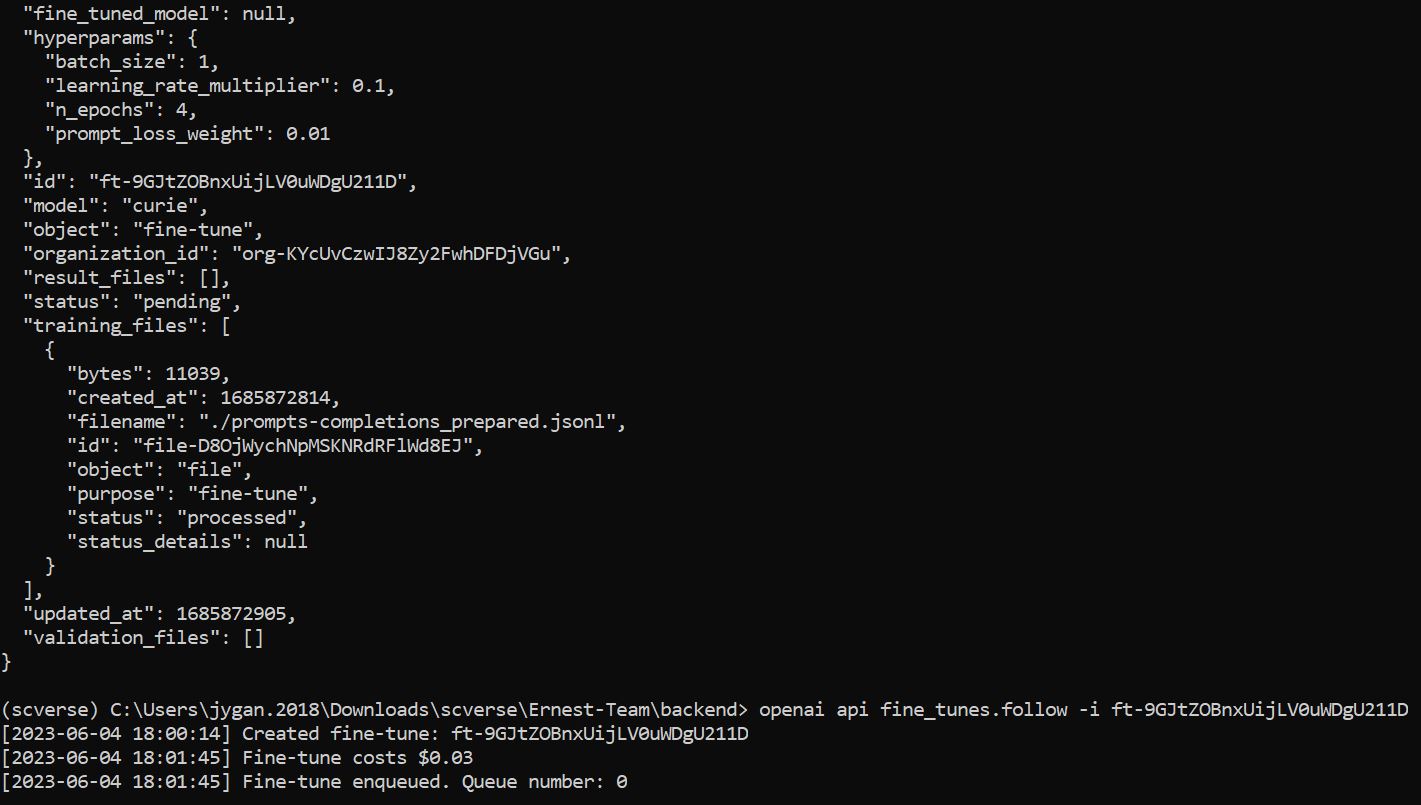 "fine_tuned_model": null,
"hyperparams": {
"batch_size": 1,
"learning_rate_multiplier": 0.1,
"n_epochs": 4,
"prompt_loss_weight": 0.01
},
"id": "ft-9GJtZOBnxUijLV0uWDgU211D",
"model": "curie",
"object": "fine-tune",
"organization_id": "org-KYcUvCzwIJ8Zy2FwhDFDjVGu",
"result_files": [],
"status": "pending",
"training_files": [
{
"bytes": 11039,
"created_at": 1685872814,
"filename": "./prompts-completions_prepared.jsonl",
"id": "file-D8OjWychNpMSKNRdRFlWd8EJ",
"object": "file",
"purpose": "fine-tune",
"status": "processed",
"status_details": null
}
],
"updated_at": 1685872905,
"validation_files": []
}
(scverse) C:\Users\jygan.2018\Downloads\scverse\Ernest-Team\backend> openai api fine_tunes.follow -i ft-9GJtZOBnxUijLV0uWDgU211D
[2023-06-04 18:00:14] Created fine-tune: ft-9GJtZOBnxUijLV0uWDgU211D
[2023-06-04 18:01:45] Fine-tune costs $0.03
[2023-06-04 18:01:45] Fine-tune enqueued. Queue number: 0